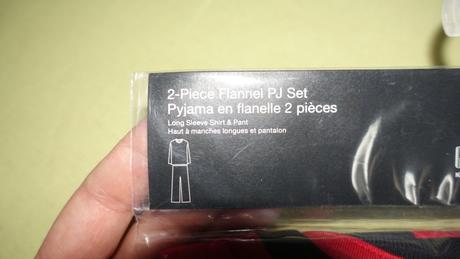 2-Piece Flannel PJ Set
Pyjama en flanelle 2 pièces
Long Sleeve Shirt & Pant
Haut à manches longues et pantalon